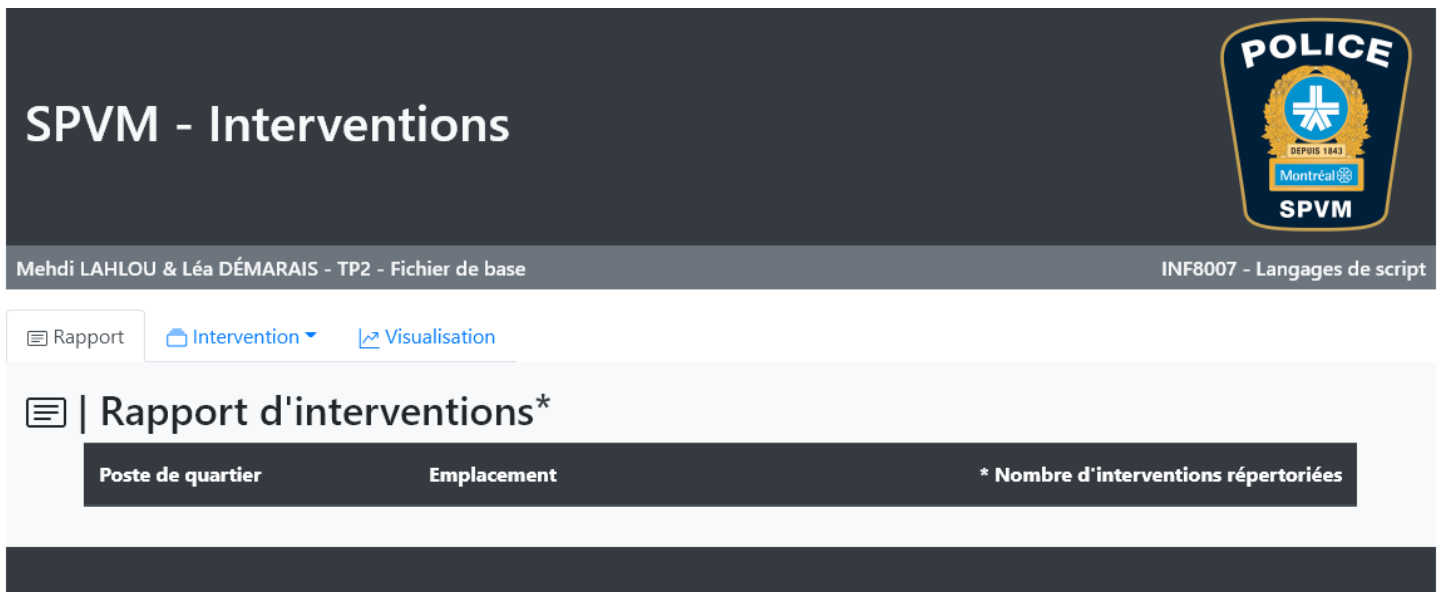 SPVM - Interventions
POLICE
DEPUIS 1843
Montréal
SPVM
Mehdi LAHLOU & Léa DÉMARAIS - TP2 - Fichier de base
INF8007 - Langages de script
Rapport
Intervention
Visualisation
| Rapport d'interventions*
Poste de quartier
Emplacement
* Nombre d'interventions répertoriées